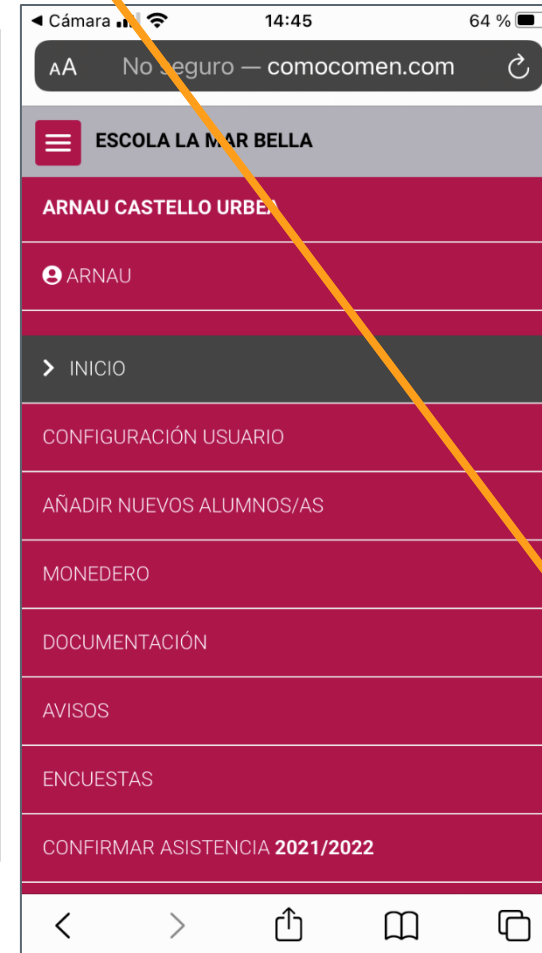 Cámara 14:45 64 %
AA No seguro — comocomen.com
ESCOLA LA MAR BELLA
ARNAU CASTELLO URBEA
ARNAU
INICIO
CONFIGURACIÓN USUARIO
AÑADIR NUEVOS ALUMNOS/AS
MONEDERO
DOCUMENTACIÓN
AVISOS
ENCUESTAS
CONFIRMAR ASISTENCIA 2021/2022